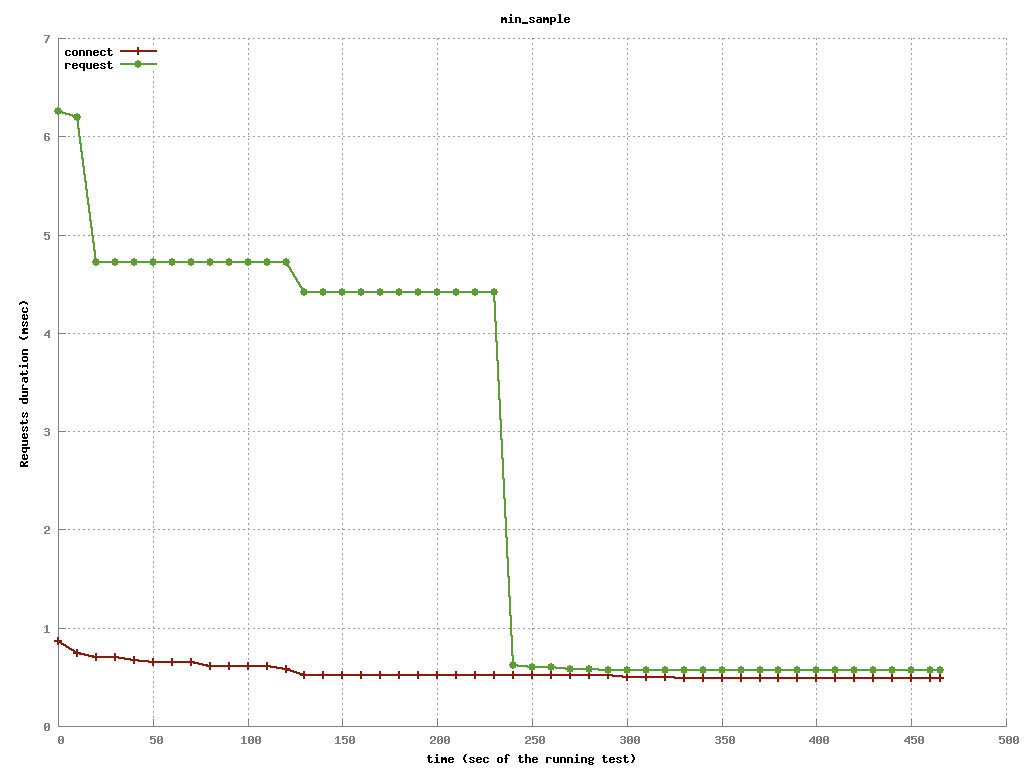 min_sample
connect
request
7
6
5
4
3
2
1
0
Requests duration (msec)
0 50 100 150 200 250 300 350 400 450 500
time (sec of the running test)